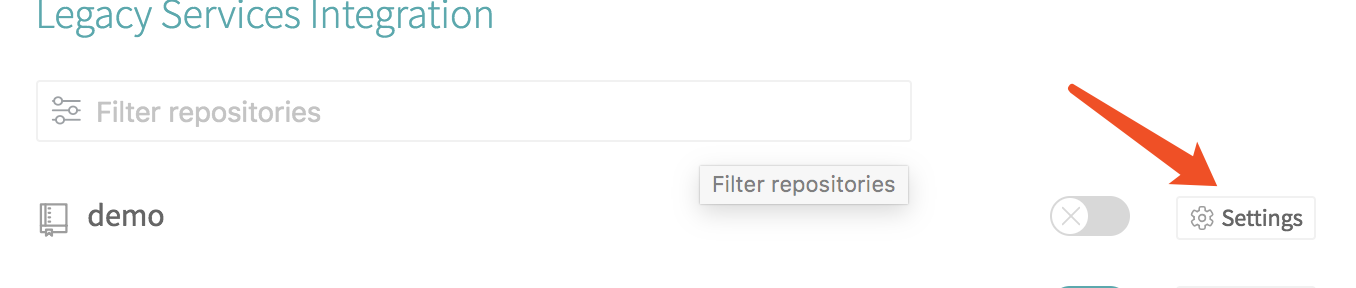 Legacy Services Integration
Filter repositories
Filter repositories
demo
Settings